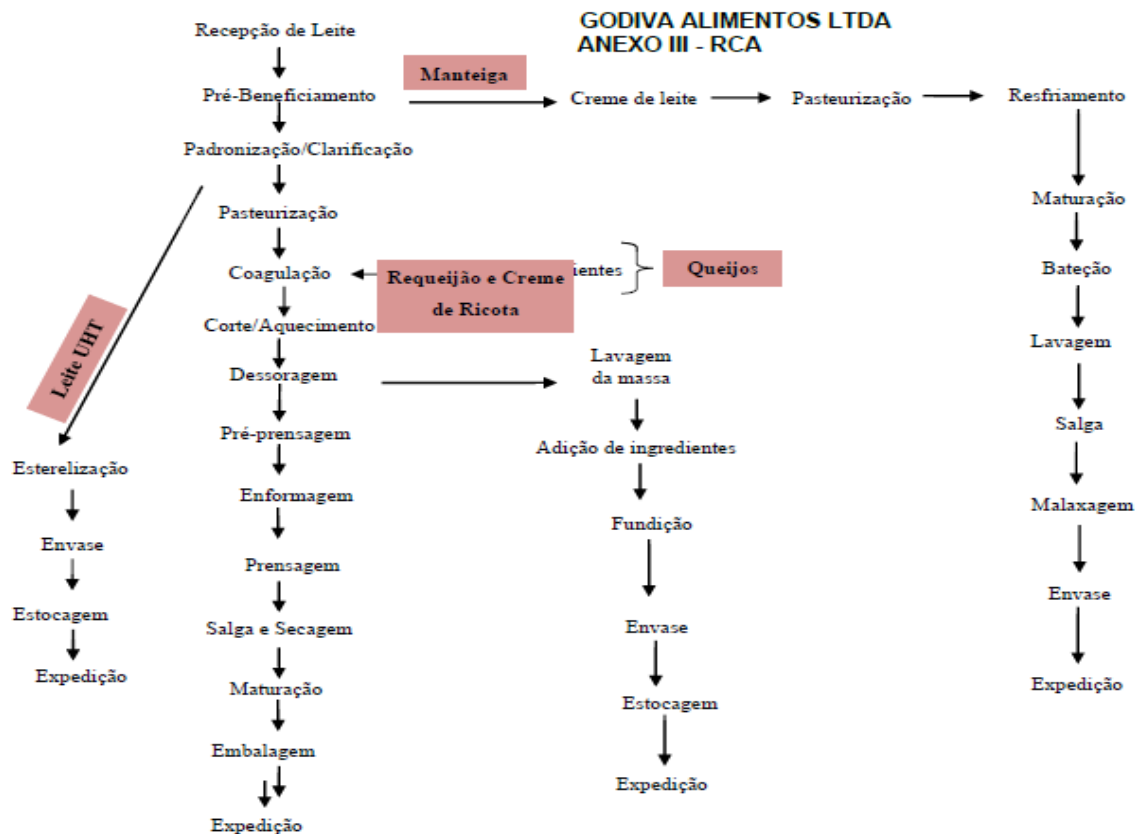 GODIVA ALIMENTOS LTDA
ANEXO III - RCA
Recepção de Leite
Manteiga
Pré-Beneficiamento
Creme de leite
Pasteurização
Resfriamento
Padronização/Clarificação
Pasteurização
Coagulação
Requeijão e Creme
de Ricota
ientes
Queijos
Corte/Aquecimento
Dessoragem
Pré-prensagem
Enformagem
Prensagem
Salga e Secagem
Maturação
Embalagem
Expedição
Leite UHT
Esterelização
Envase
Estocagem
Expedição
Lavagem
da massa
Adição de ingredientes
Fundição
Envase
Estocagem
Expedição
Maturação
Bateção
Lavagem
Salga
Malaxagem
Envase
Expedição